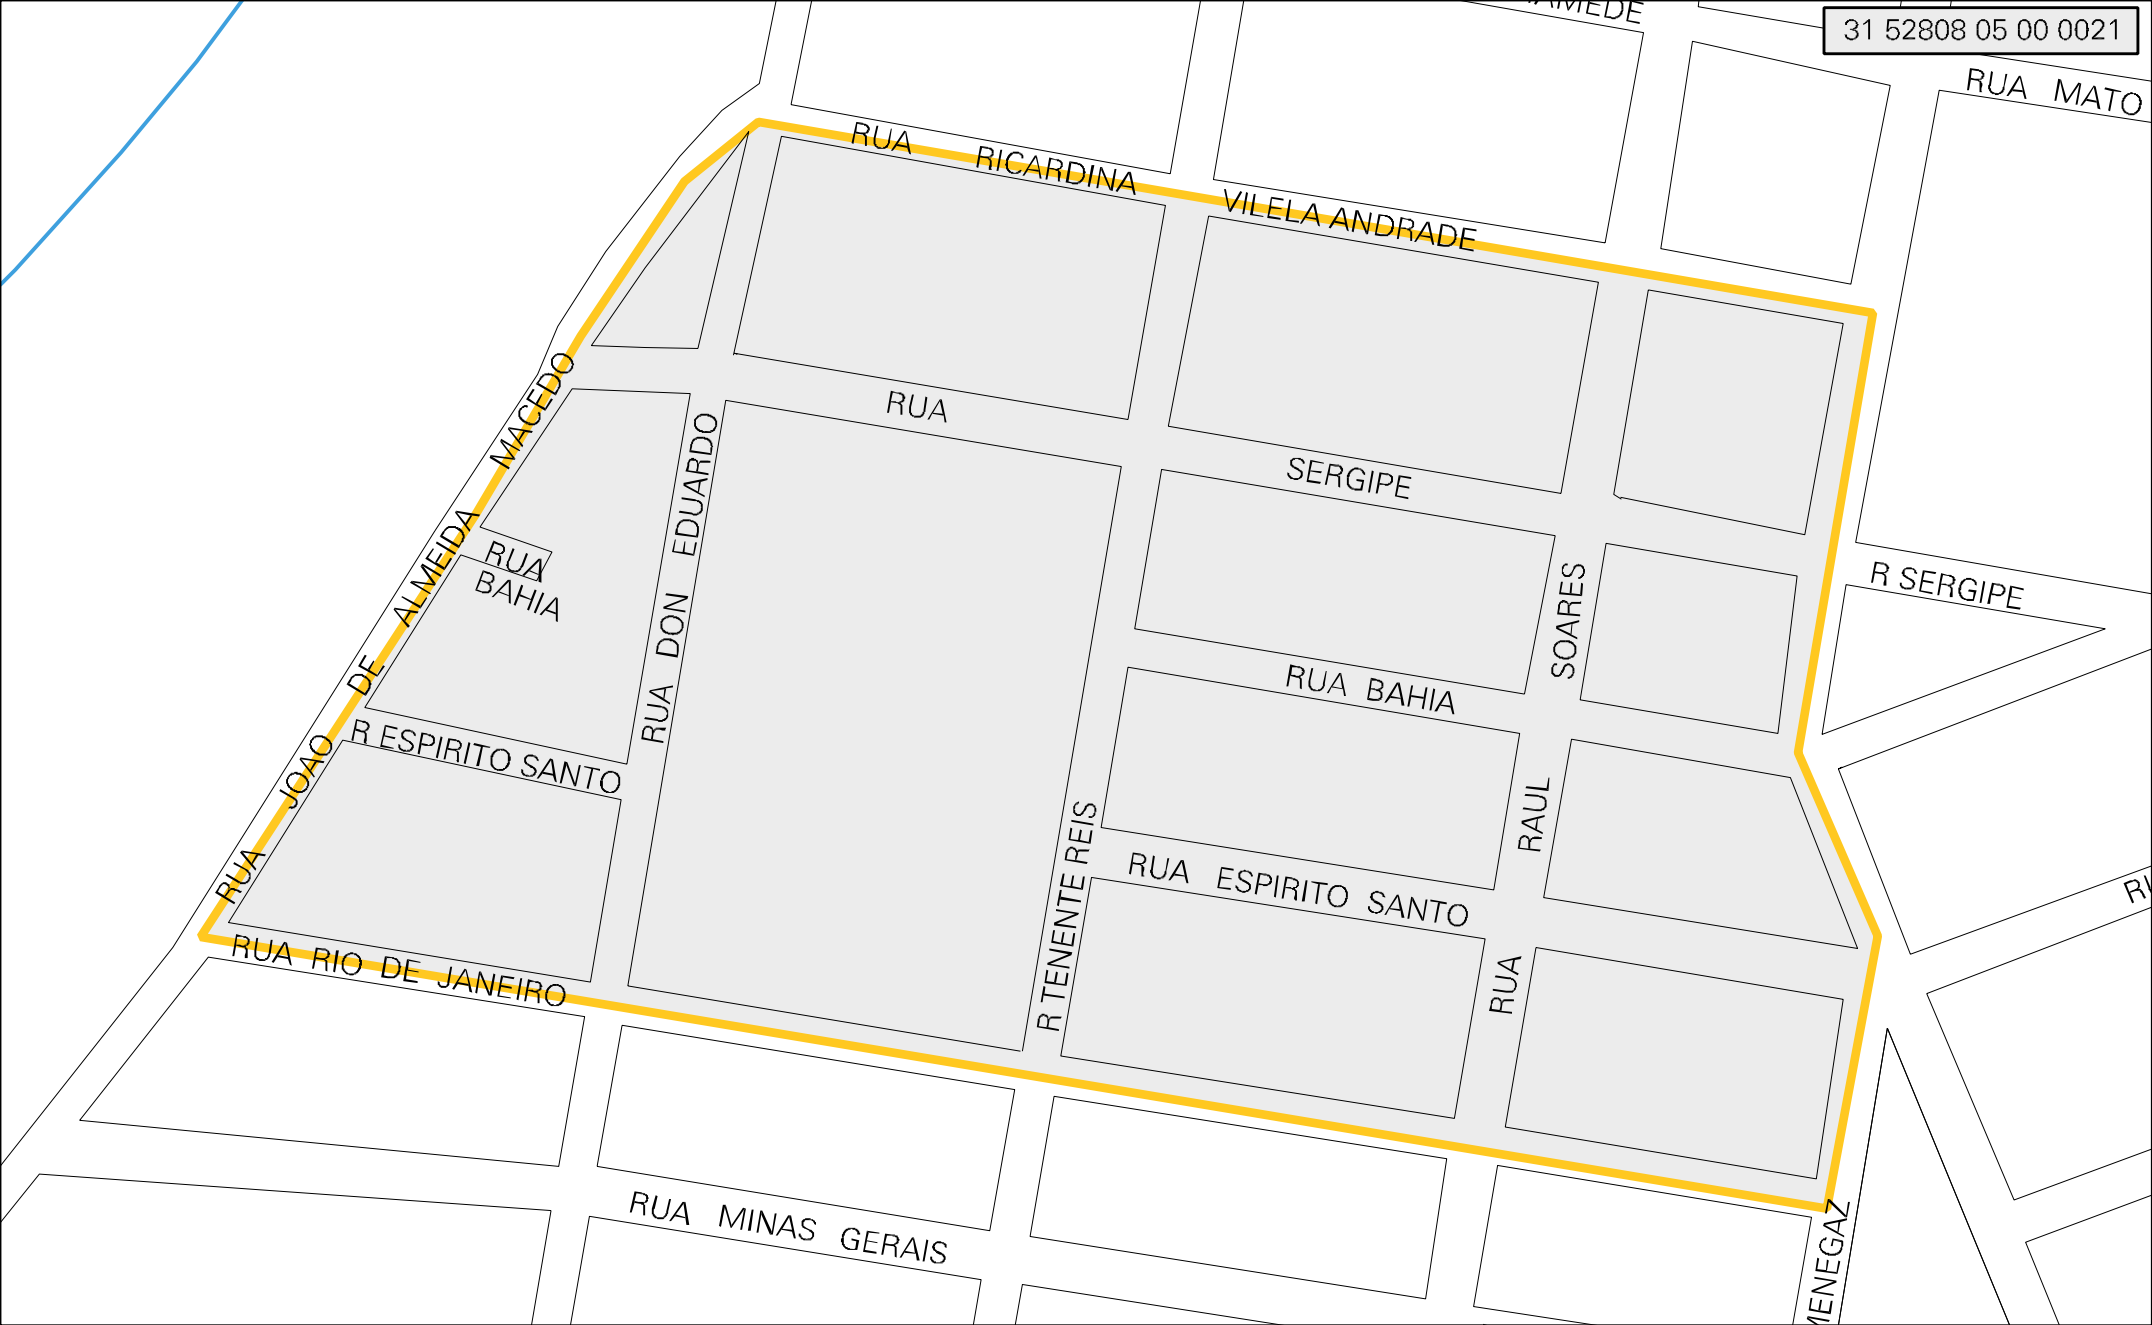 31 52808 05 00 0021
RUA MATO
RUA RICARDINA VILELA ANDRADE
RUA SERGIPE
R SERGIPE
RUA JOAO DE ALMEIDA MACEDO
RUA DON EDUARDO
RUA
BAHIA
RUA BAHIA
R ESPIRITO SANTO
RUA ESPIRITO SANTO
R TENENTE REIS
RUA RAUL SOARES
RUA RIO DE JANEIRO
RUA MINAS GERAIS